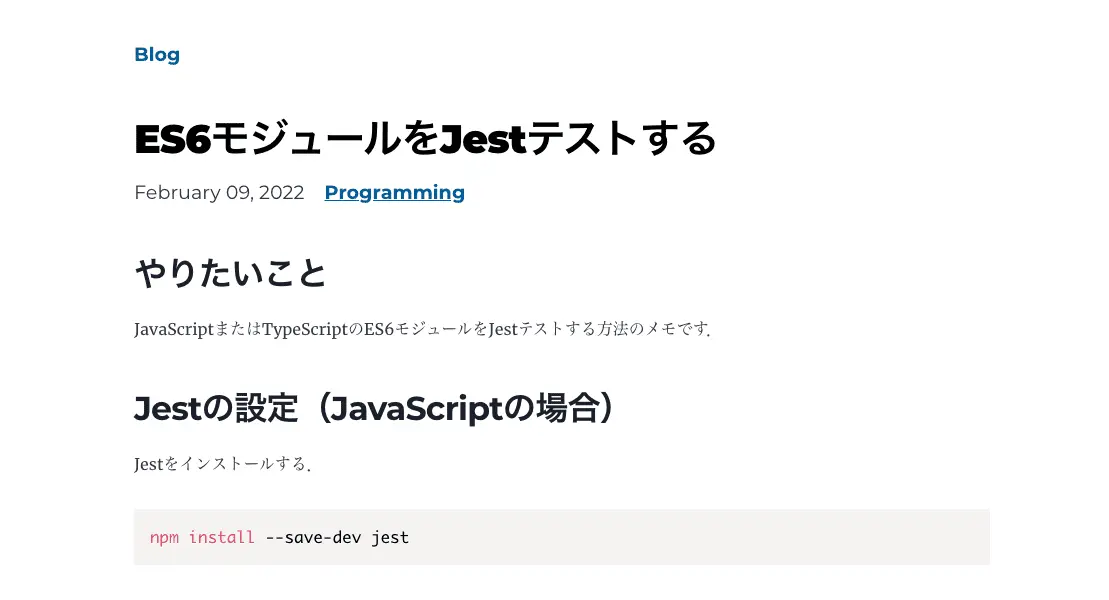 Blog
ES6モジュールをJestテストする
February 09, 2022 Programming
やりたいこと
JavaScriptまたはTypeScriptのES6モジュールをJestテストする方法のメモです．
Jestの設定（JavaScriptの場合）
Jestをインストールする．
npm install --save-dev jest